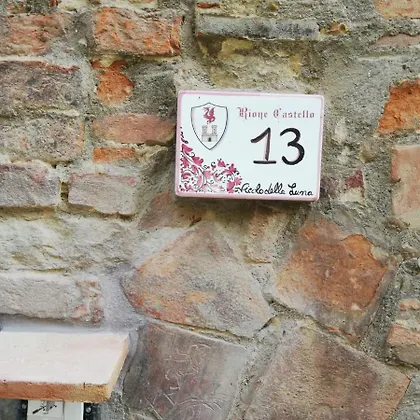 Rione Castello
13
Vicolo della Luna